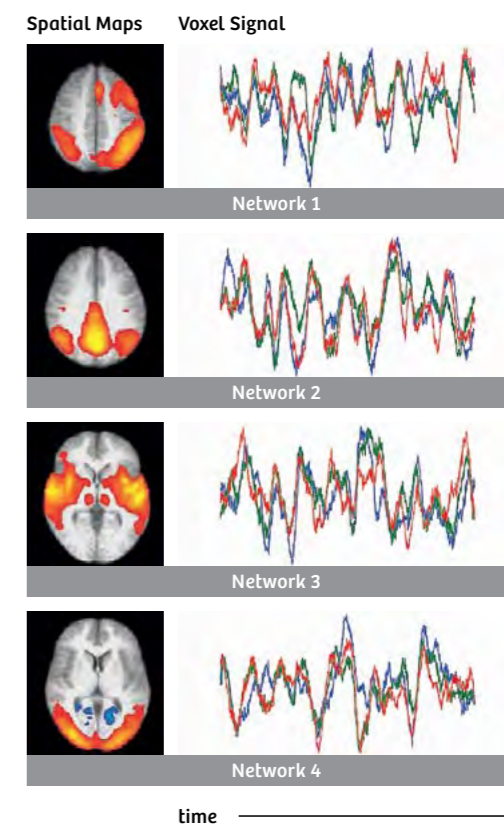 Spatial Maps Voxel Signal
Network 1
Network 2
Network 3
Network 4
time